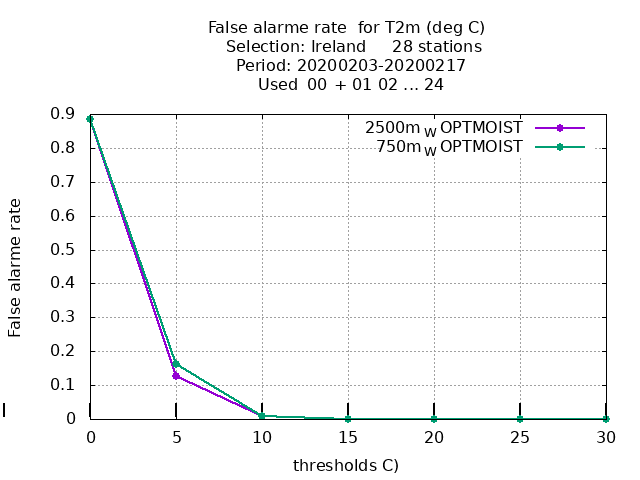 False alarme rate  for T2m (deg C)
Selection: Ireland     28 stations
Period: 20200203-20200217
Used  00  + 01 02 ... 24
2500m W OPTMOIST
750m W OPTMOIST
False alarme rate
0.9
0.8
0.7
0.6
0.5
0.4
0.3
0.2
0.1
0
0 5 10 15 20 25 30
thresholds C)